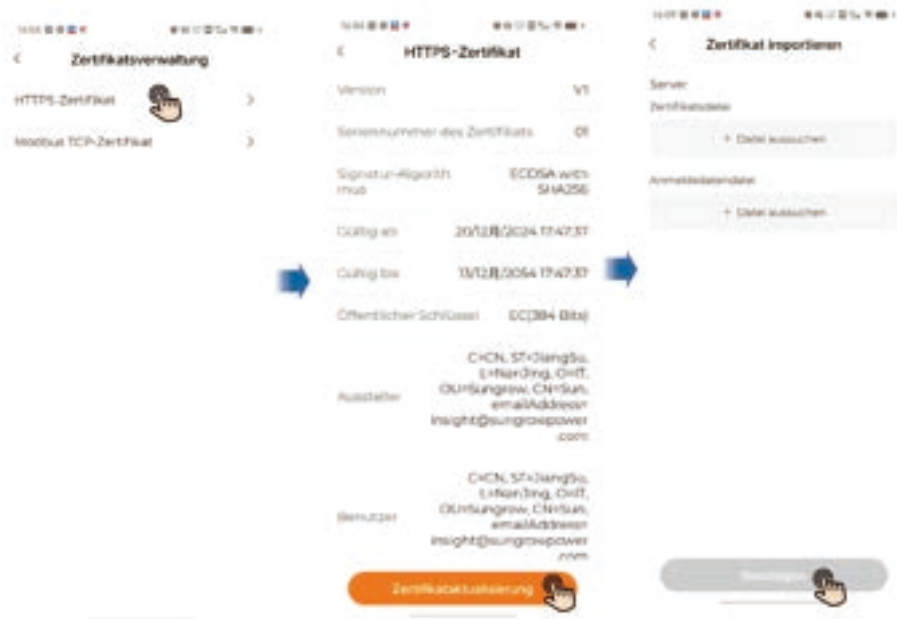 Zertifikatsverwaltung
HTTPS-Zertifikat
Modbus TCP-Zertifikat
HTTPS-Zertifikat
Version V1
Seriennummer des Zertifikats 01
Signatur-Algorith ECDSA with
mus SHA256
Gültig ab 20/12月/2024 17:47:37
Gültig bis 13/12月/2054 17:47:37
Öffentlicher Schlüssel EC(384 Bits)
C=CN, ST=JiangSu,
L=NanJing, O=IT,
OU=Sungrow, CN=Sun,
Aussteller emailAddress=
insight@sungrowpower
.com
C=CN, ST=JiangSu,
L=NanJing, O=IT,
OU=Sungrow, CN=Sun,
Benutzer emailAddress=
insight@sungrowpower
.com
Zertifikataktualisierung
Zertifikat importieren
Server
Zertifikatsdatei
+ Datei aussuchen
Anmeldedatendatei
+ Datei aussuchen